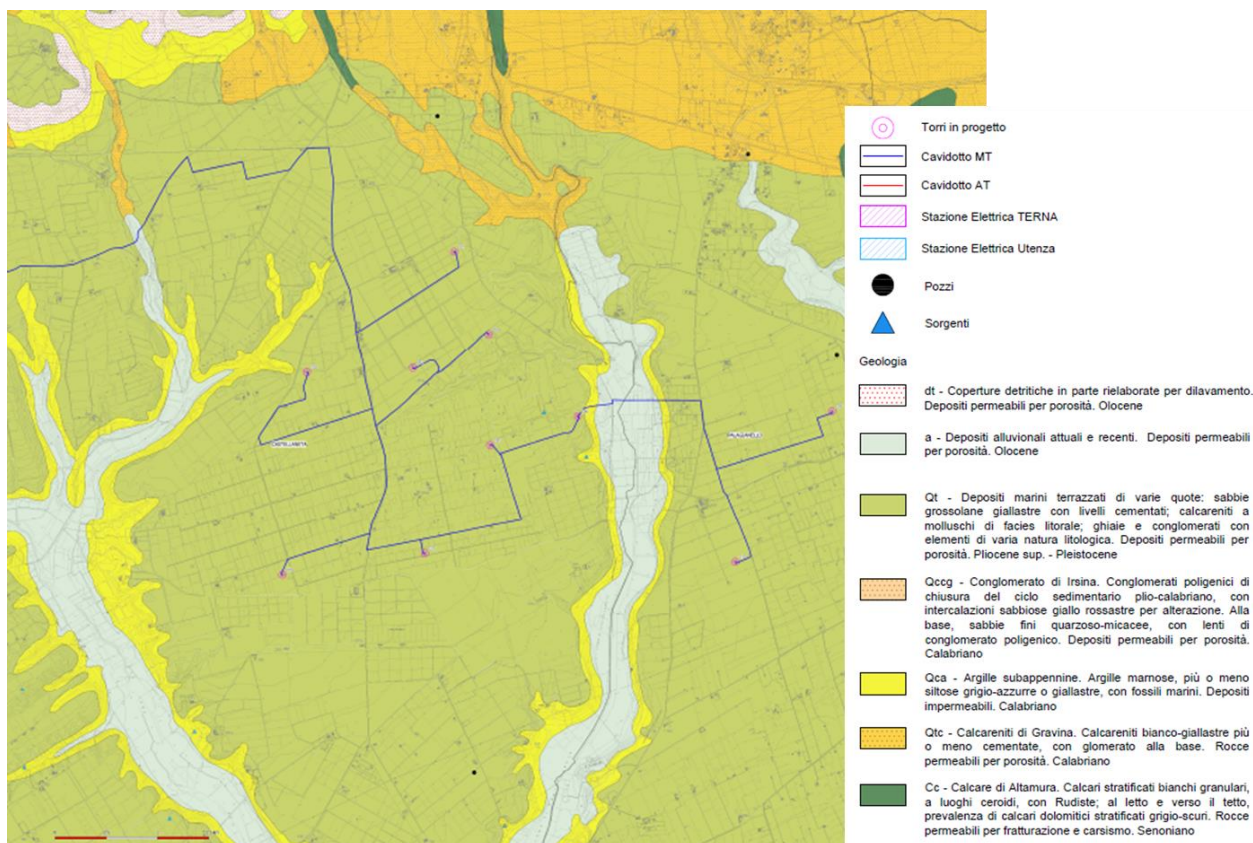 Torri in progetto
Cavidotto MT
Cavidotto AT
Stazione Elettrica TERNA
Stazione Elettrica Utenza
Pozzi
Sorgenti
Geologia
dt - Coperture detritiche in parte rielaborate per dilavamento.
Depositi permeabili per porosità. Olocene
a - Depositi alluvionali attuali e recenti. Depositi permeabili
per porosità. Olocene
Qt - Depositi marini terrazzati di varie quote: sabbie
grossolane giallastre con livelli cementati; calcareniti a
molluschi di facies litorale; ghiaie e conglomerati con
elementi di varia natura litologica. Depositi permeabili per
porosità. Pliocene sup. - Pleistocene
Qccg - Conglomerato di Irsina. Conglomerati poligenici di
chiusura del ciclo sedimentario plio-calabriano, con
intercalazioni sabbiose giallo rossastre per alterazione. Alla
base, sabbie fini quarzoso-micacee, con lenti di
conglomerato poligenico. Depositi permeabili per porosità.
Calabriano
Qca - Argille subappennine. Argille marnose, più o meno
siltose grigio-azzurre o giallastre, con fossili marini. Depositi
impermeabili. Calabriano
Qtc - Calcareniti di Gravina. Calcareniti bianco-giallastre più
o meno cementate, con glomerato alla base. Rocce
permeabili per porosità. Calabriano
Cc - Calcare di Altamura. Calcari stratificati bianchi granulari,
a luoghi ceroidi, con Rudiste; al letto e verso il tetto,
prevalenza di calcari dolomitici stratificati grigio-scuri. Rocce
permeabili per fratturazione e carsismo. Senoniano
CASTELLANETA
PALAGIANELLO